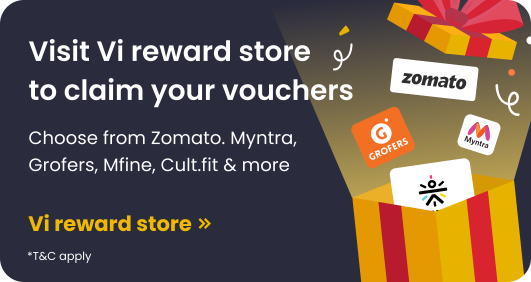 Visit Vi reward store
to claim your vouchers
Choose from Zomato. Myntra,
Grofers, Mfine, Cult.fit & more
Vi reward store »
*T&C apply
zomato
G
GROFERS
Myntra